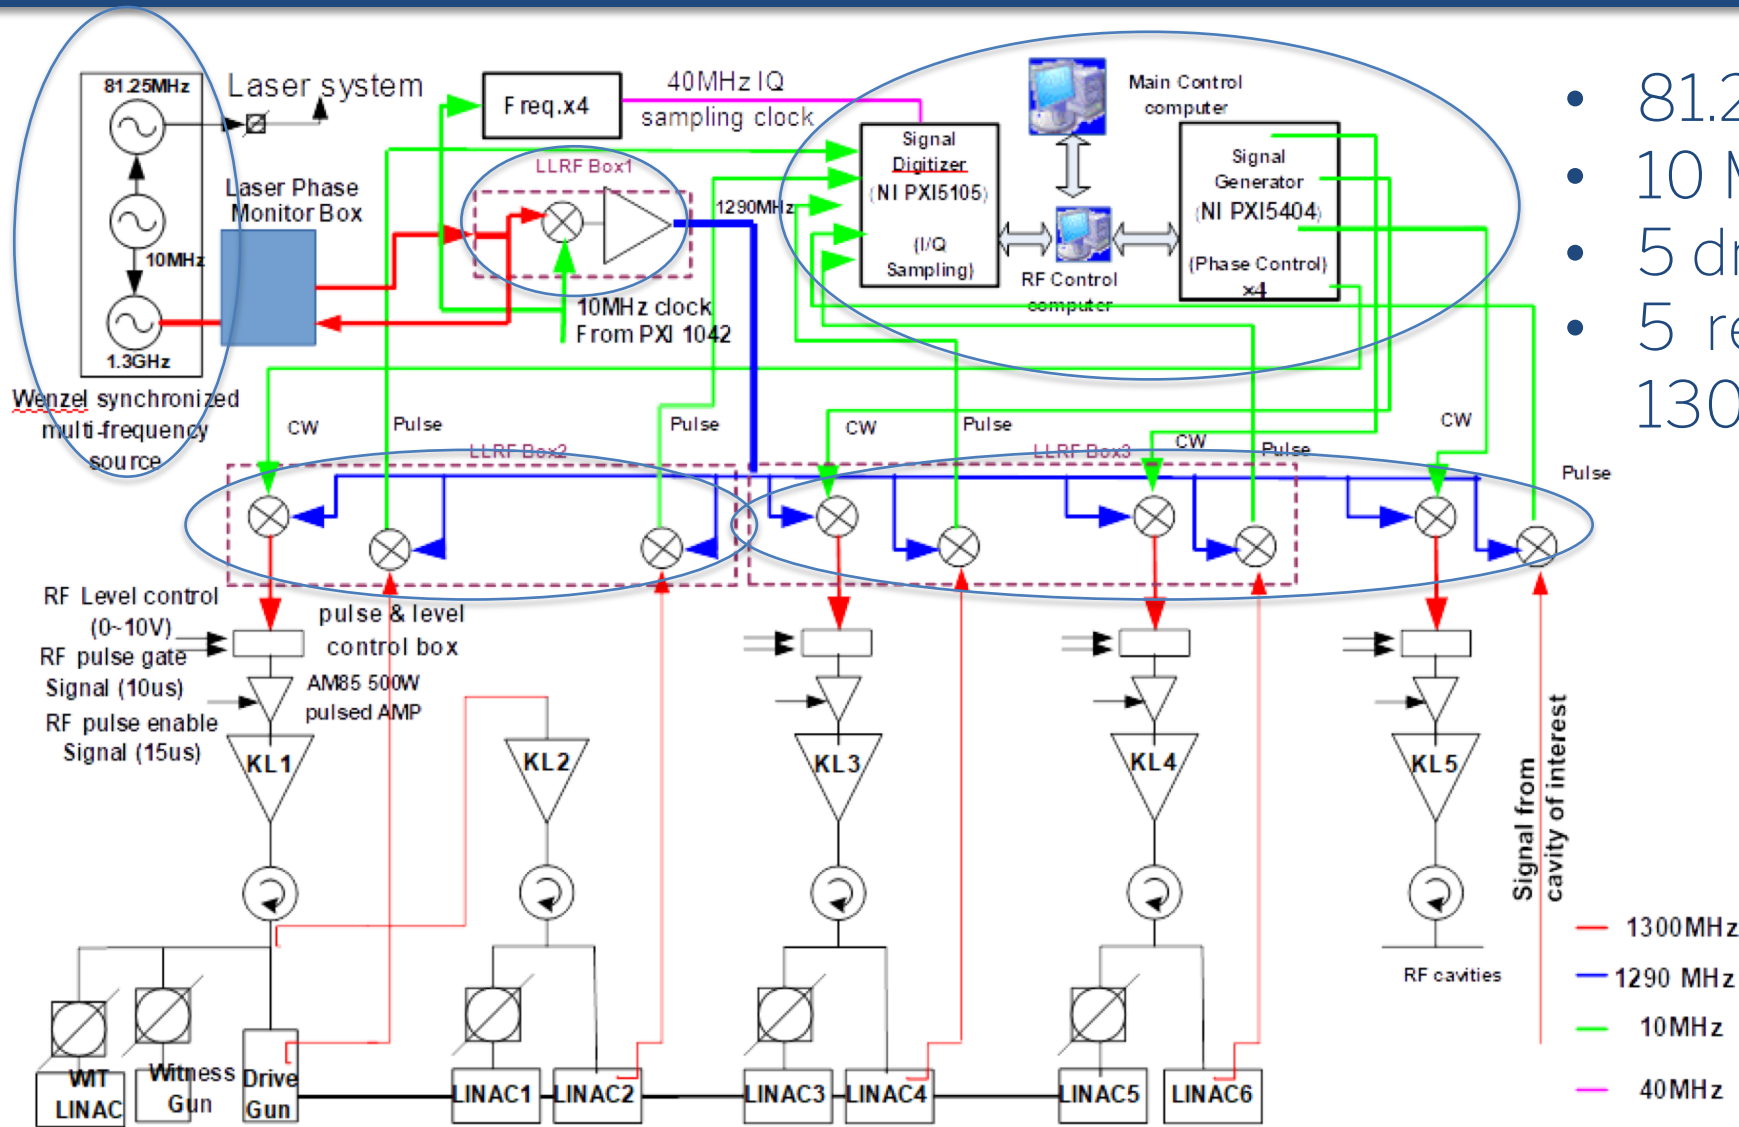 81.25MHz
10MHz
1.3GHz
Wenzel synchronized
multi-frequency
source
Laser system
Laser Phase
Monitor Box
Freq.x4
40MHz IQ
sampling clock
LLRF Box1
1290MHz
10MHz clock
From PXI 1042
Signal
Digitizer
(NI PXI5105)
(I/Q
Sampling)
Main Control
computer
RF Control
computer
Signal
Generator
(NI PXI5404)
(Phase Control)
x4
• 81.2
• 10 M
• 5 dr
• 5 re
130
CW
Pulse
LLRF Box2
Pulse
CW
Pulse
LLRF Box3
CW
Pulse
CW
Pulse
RF Level control
(0~10V)
RF pulse gate
Signal (10us)
RF pulse enable
Signal (15us)
pulse & level
control box
AM85 500W
pulsed AMP
KL1
KL2
KL3
KL4
KL5
Signal from
cavity of interest
RF cavities
1300MHz
1290 MHz
10MHz
40MHz
WIT
LINAC
Witness
Gun
Drive
Gun
LINAC1
LINAC2
LINAC3
LINAC4
LINAC5
LINAC6